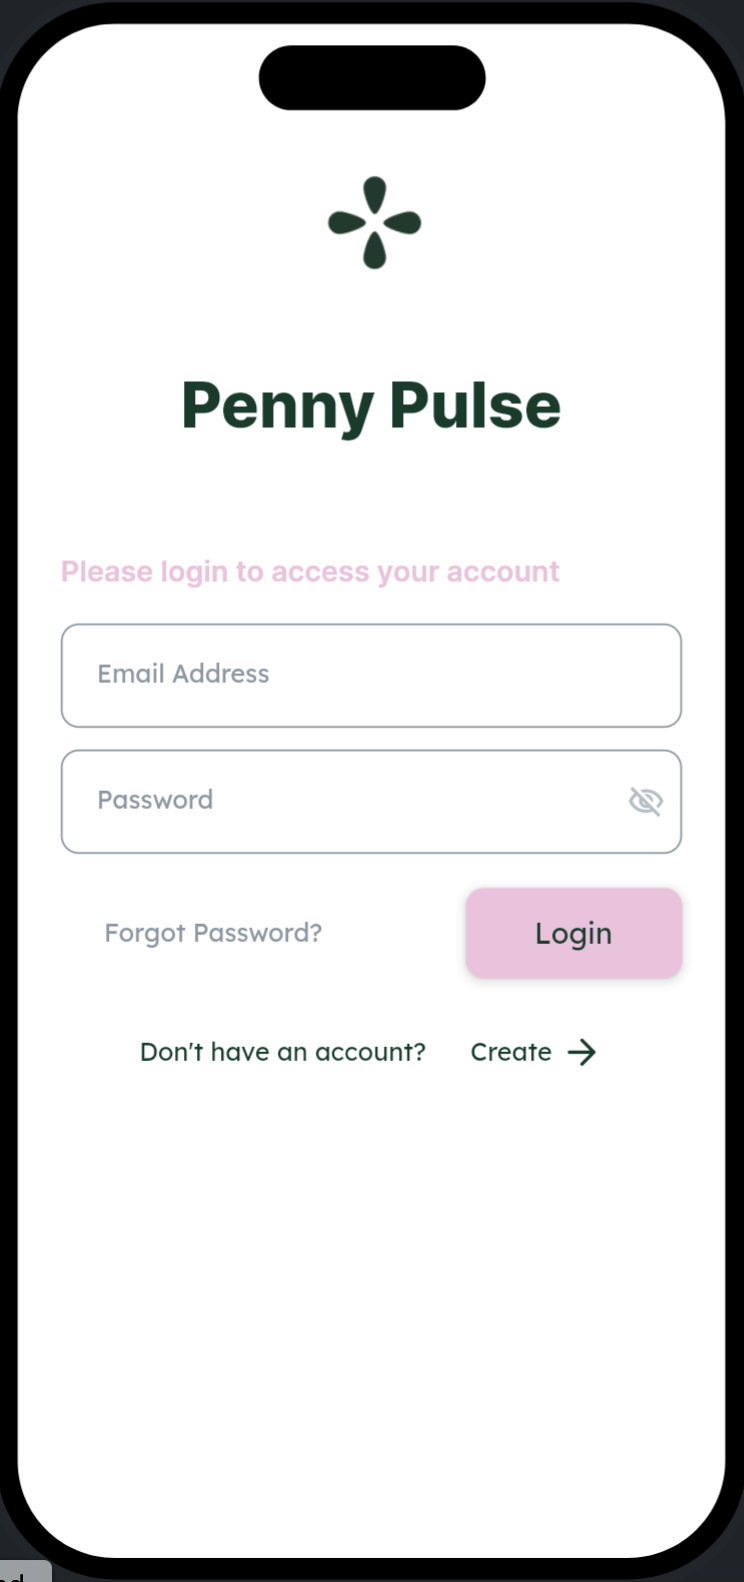 Penny Pulse
Please login to access your account
Email Address
Password
Forgot Password?
Login
Don't have an account?
Create